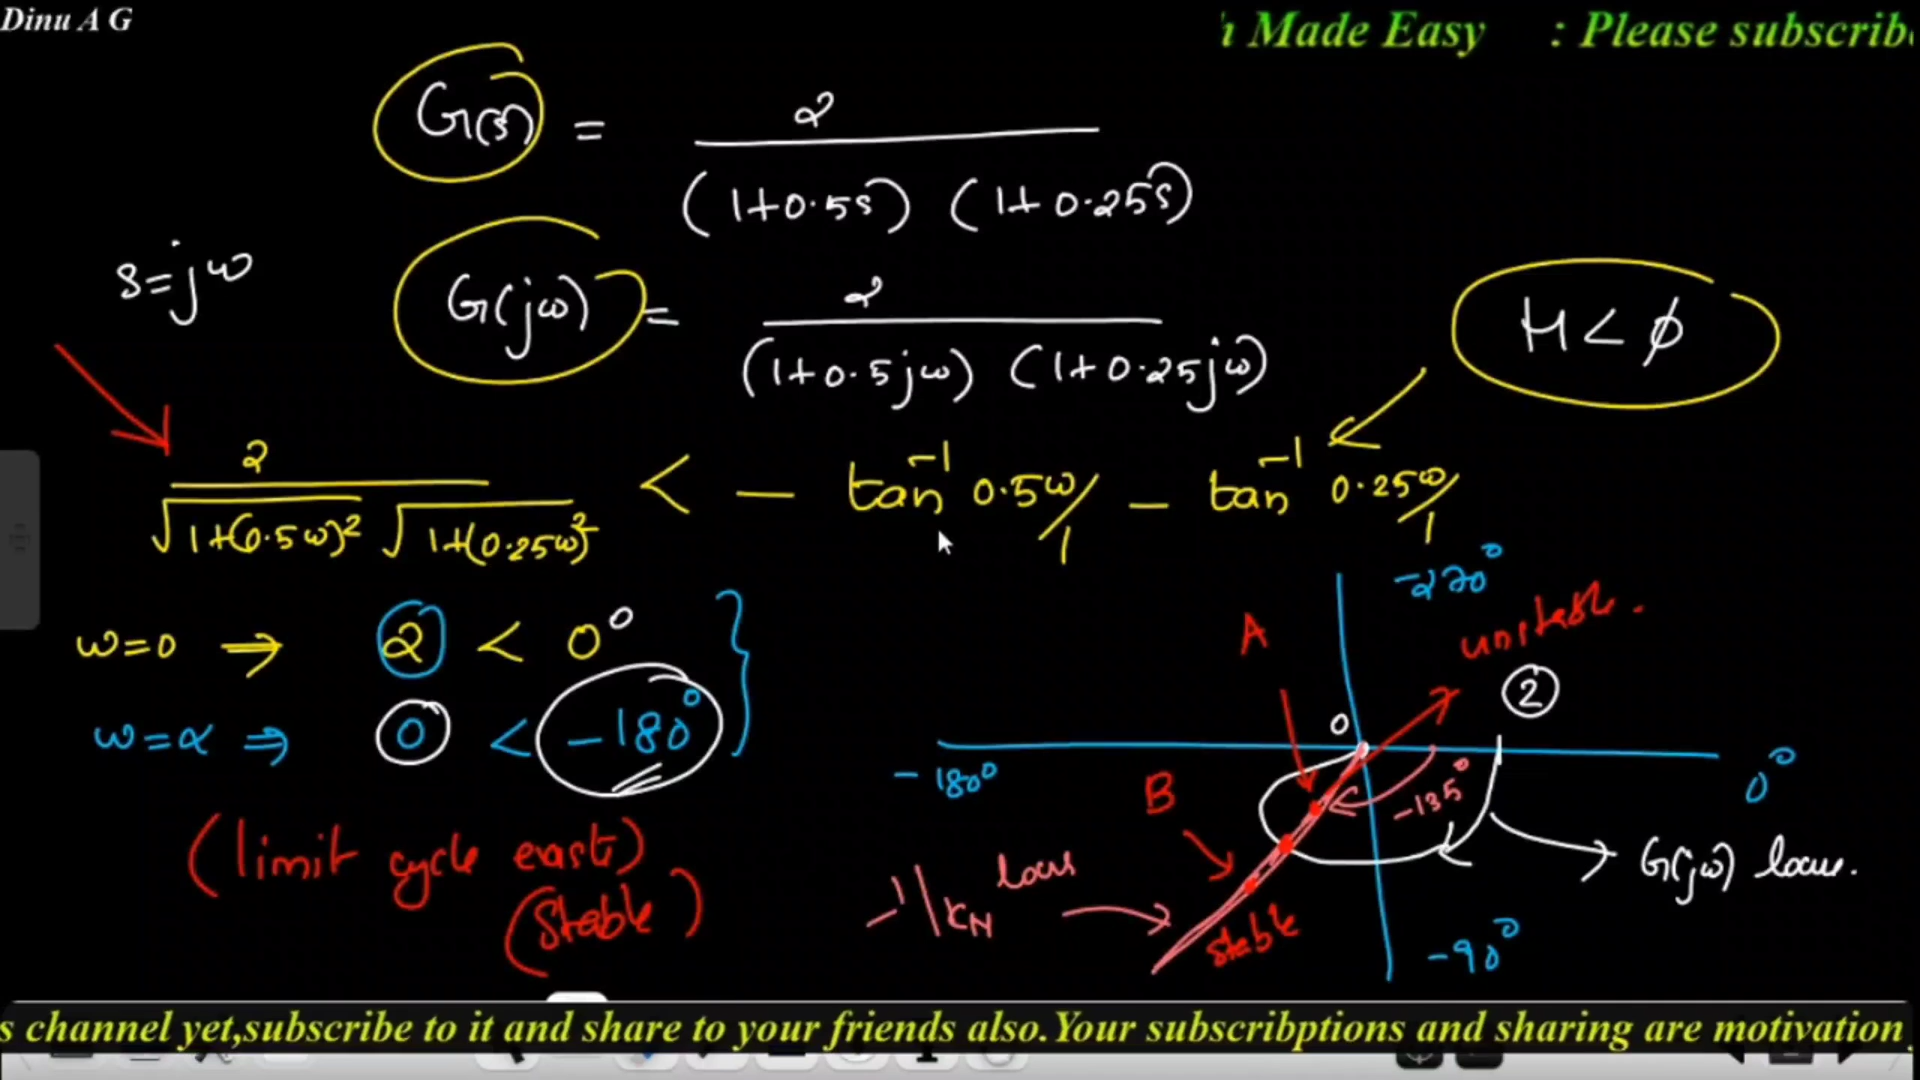 Dinu A G
h Made Easy : Please subscrib
G(s) = 2 / (1+0.5s) (1+0.25s)
s=jω
G(jω) = 2 / (1+0.5jω) (1+0.25jω)
M<φ
2 / √1+(0.5ω)² √1+(0.25ω)² < - tan⁻¹ 0.5ω/1 - tan⁻¹ 0.25ω/1
ω=0 ⇒ 2 < 0°
ω=α ⇒ 0 < -180°
(limit cycle exist)
(Stable)
-270°
A
unstable.
2
0
-180°
0°
B
-135°
G(jω) locus.
-1/KN locus
stable
-90°
s channel yet,subscribe to it and share to your friends also.Your subscribptions and sharing are motivation